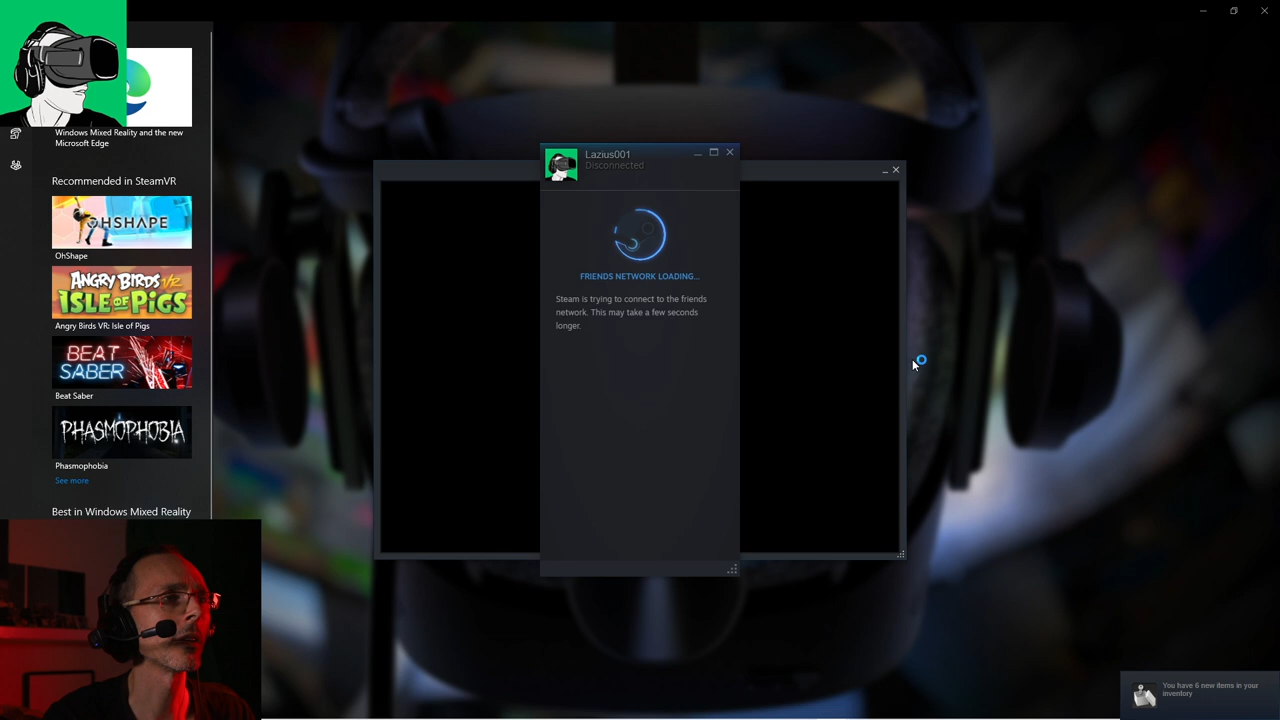 Windows Mixed Reality and the new
Microsoft Edge
Recommended in SteamVR
OHSHAPE
OhShape
ANGRY BIRDS VR
ISLE OF PIGS
Angry Birds VR: Isle of Pigs
BEAT
SABER
Beat Saber
PHASMOPHOBIA
Phasmophobia
See more
Best in Windows Mixed Reality
Lazius001
Disconnected
FRIENDS NETWORK LOADING...
Steam is trying to connect to the friends
network. This may take a few seconds
longer.
You have 6 new items in your
inventory